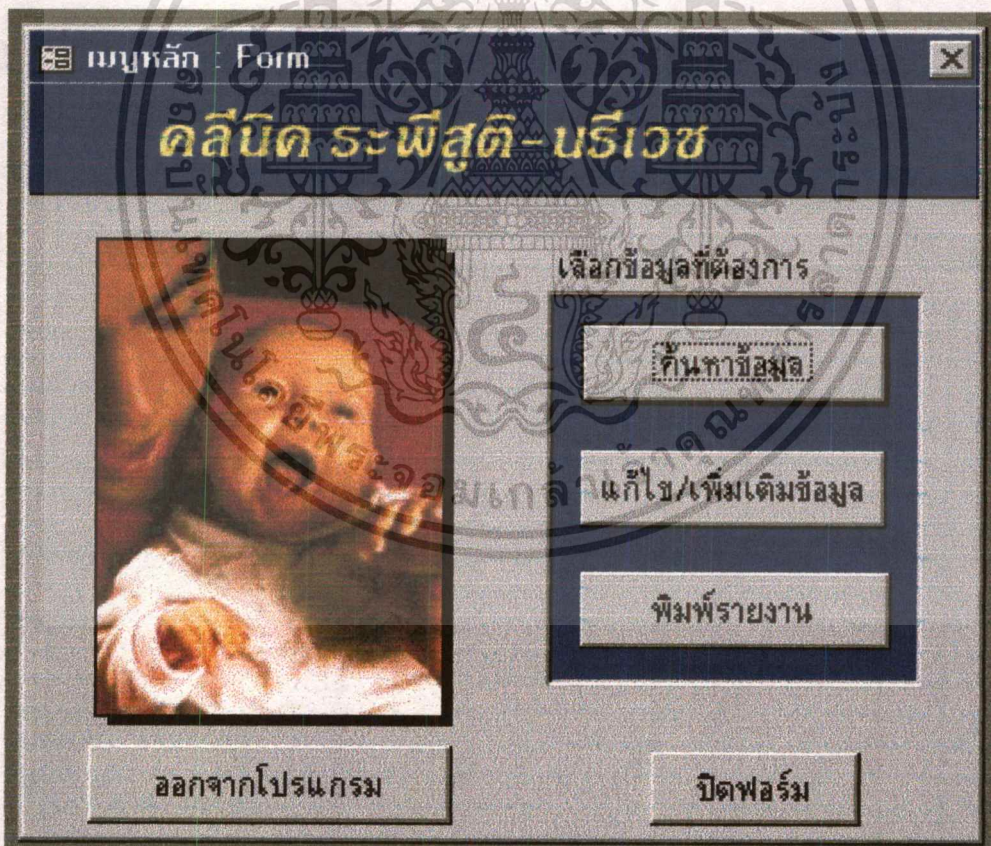 เมนูหลัก : Form
คลีนิค ระพีสูติ-นรีเวช
เลือกข้อมูลที่ต้องการ
ค้นหาข้อมูล
แก้ไข/เพิ่มเติมข้อมูล
พิมพ์รายงาน
ออกจากโปรแกรม
ปิดฟอร์ม